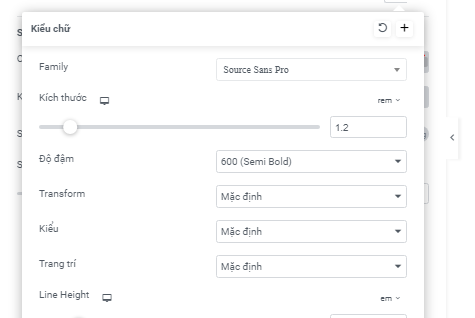 Kiểu chữ
Family
Source Sans Pro
Kích thước
rem
1.2
Độ đậm
600 (Semi Bold)
Transform
Mặc định
Kiểu
Mặc định
Trang trí
Mặc định
Line Height
em